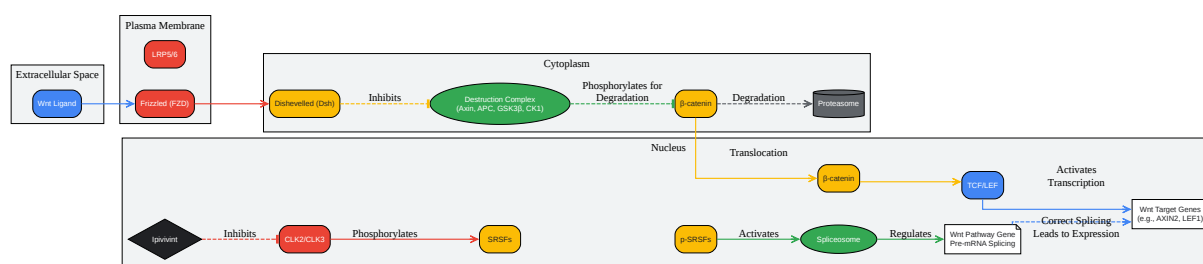 Plasma Membrane
LRP5/6
Extracellular Space
Cytoplasm
Wnt Ligand
Frizzled (FZD)
Dishevelled (Dsh)
Inhibits
Destruction Complex
(Axin, APC, GSK3β, CK1)
Phosphorylates for
Degradation
β-catenin
Degradation
Proteasome
Nucleus
Translocation
β-catenin
TCF/LEF
Activates
Transcription
Wnt Target Genes
(e.g., AXIN2, LEF1)
Ipivivint
Inhibits
CLK2/CLK3
Phosphorylates
SRSFs
p-SRSFs
Activates
Spliceosome
Regulates
Wnt Pathway Gene
Pre-mRNA Splicing
Correct Splicing
Leads to Expression